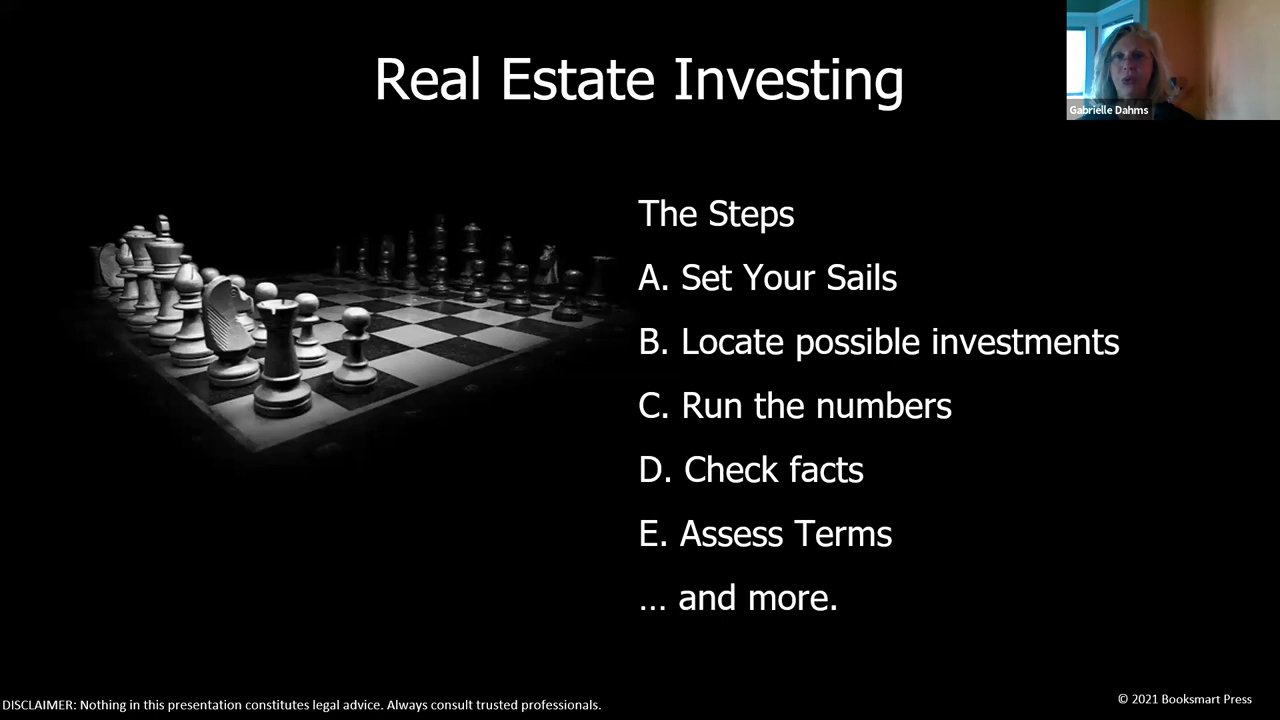 Real Estate Investing
Gabrielle Dahms
The Steps
A. Set Your Sails
B. Locate possible investments
C. Run the numbers
D. Check facts
E. Assess Terms
... and more.
DISCLAIMER: Nothing in this presentation constitutes legal advice. Always consult trusted professionals.
© 2021 Booksmart Press